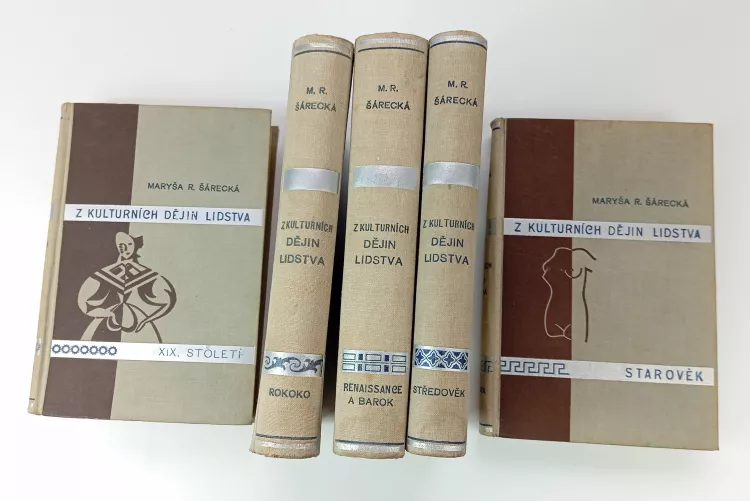 MARYŠA R. ŠÁRECKÁ
Z KULTURNÍCH DĚJIN LIDSTVA
XIX. STOLETÍ
M. R.
ŠÁRECKÁ
Z KULTURNÍCH
DĚJIN
LIDSTVA
ROKOKO
M. R.
ŠÁRECKÁ
Z KULTURNÍCH
DĚJIN
LIDSTVA
RENAISSANCE
A BAROK
M. R.
ŠÁRECKÁ
Z KULTURNÍCH
DĚJIN
LIDSTVA
STŘEDOVĚK
MARYŠA R. ŠÁRECKÁ
Z KULTURNÍCH DĚJIN LIDSTVA
STAROVĚK